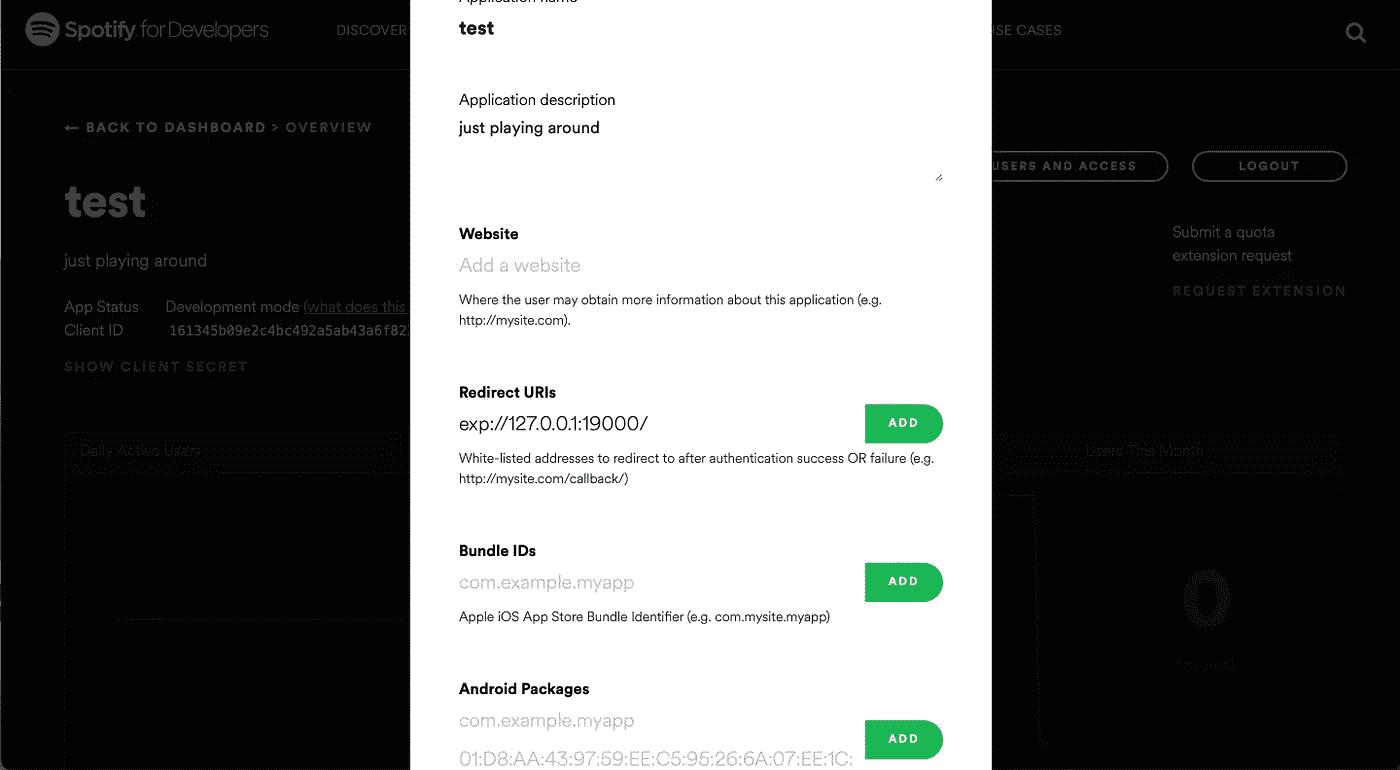 Application name
Spotify for Developers
DISCOVER
USE CASES
test
Application description
just playing around
← BACK TO DASHBOARD > OVERVIEW
USERS AND ACCESS
LOGOUT
test
just playing around
Submit a quota
extension request
REQUEST EXTENSION
App Status Development mode (what does this
Client ID 161345b09e2c4bc492a5ab43a6f82
SHOW CLIENT SECRET
Daily Active Users
Users This Month
0
Website
Add a website
Where the user may obtain more information about this application (e.g.
http://mysite.com).
Redirect URIs
exp://127.0.0.1:19000/
ADD
White-listed addresses to redirect to after authentication success OR failure (e.g.
http://mysite.com/callback/)
Bundle IDs
com.example.myapp
ADD
Apple iOS App Store Bundle Identifier (e.g. com.mysite.myapp)
Android Packages
com.example.myapp
ADD
01:D8:AA:43:97:59:EE:C5:95:26:6A:07:EE:1C: